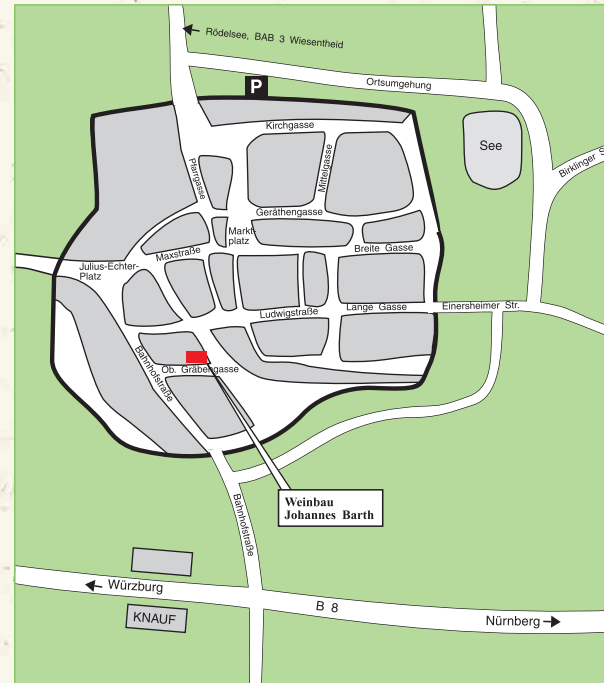 Rödelsee, BAB 3 Wiesentheid
Ortsumgehung
P
Kirchgasse
See
Pfarrgasse
Mittelgasse
Birklinger S
Geräthengasse
Markt-
platz
Breite Gasse
Maxstraße
Julius-Echter-
Platz
Lange Gasse
Einersheimer Str.
Ludwigstraße
Bahnhofstraße
Ob. Gräbengasse
Weinbau
Johannes Barth
Bahnhofstraße
Würzburg
B 8
KNAUF
Nürnberg